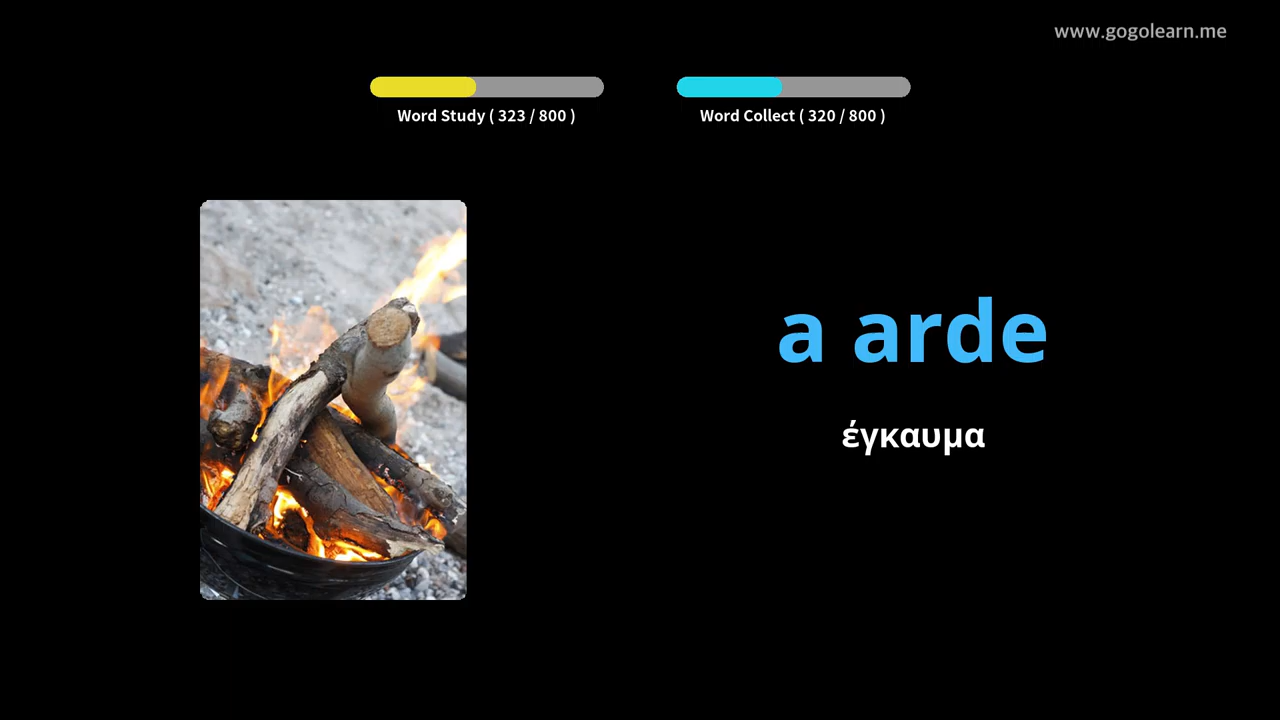 www.gogolearn.me
Word Study ( 323 / 800 )
Word Collect ( 320 / 800 )
a arde
έγκαυμα